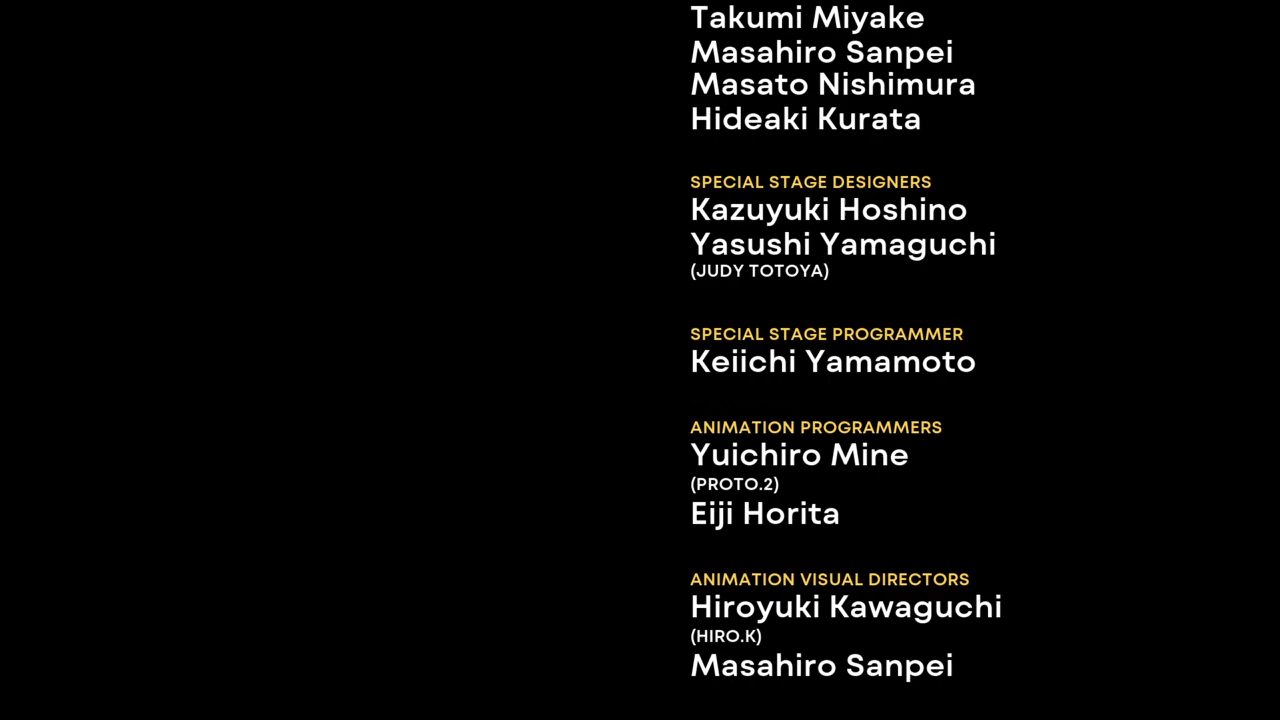 Takumi Miyake
Masahiro Sanpei
Masato Nishimura
Hideaki Kurata
SPECIAL STAGE DESIGNERS
Kazuyuki Hoshino
Yasushi Yamaguchi
(JUDY TOTOYA)
SPECIAL STAGE PROGRAMMER
Keiichi Yamamoto
ANIMATION PROGRAMMERS
Yuichiro Mine
(PROTO.2)
Eiji Horita
ANIMATION VISUAL DIRECTORS
Hiroyuki Kawaguchi
(HIRO.K)
Masahiro Sanpei